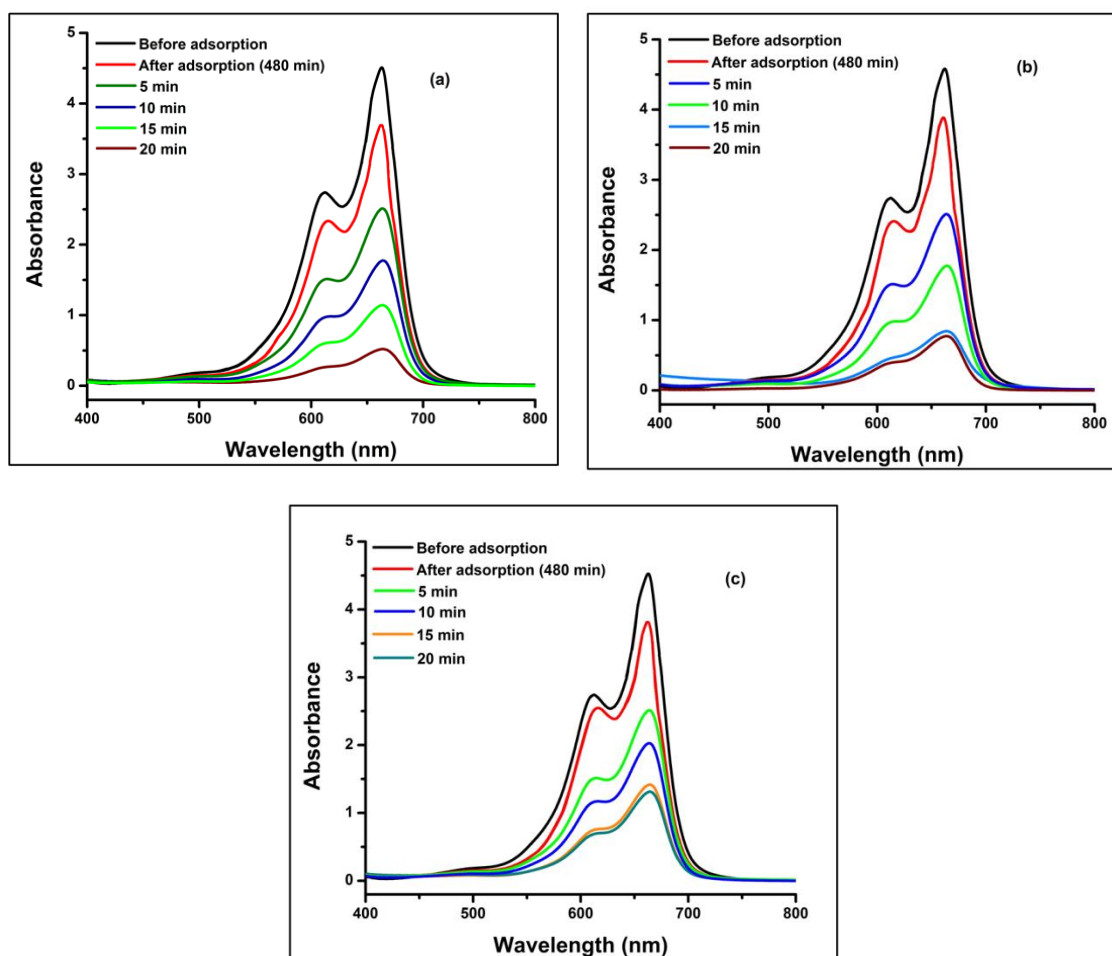 5
Before adsorption
After adsorption (480 min)
5 min
(a)
4
10 min
15 min
20 min
3
2
1
0
Absorbance
400
500
600
700
800
Wavelength (nm)
5
Before adsorption
After adsorption (480 min)
(b)
5 min
4
10 min
15 min
20 min
3
2
1
0
Absorbance
400
500
600
700
800
Wavelength (nm)
5
Before adsorption
After adsorption (480 min)
(c)
5 min
4
10 min
15 min
20 min
3
2
1
0
Absorbance
400
500
600
700
800
Wavelength (nm)